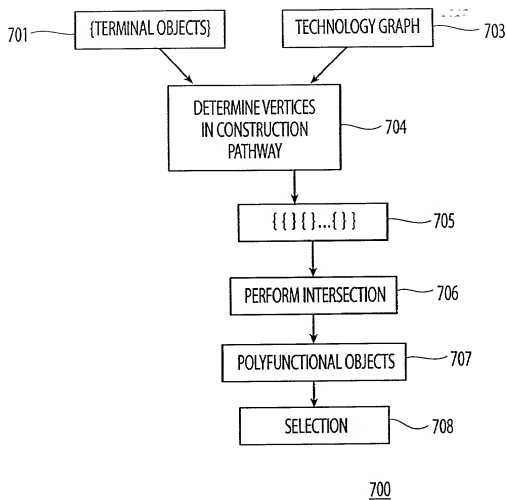 701 {TERMINAL OBJECTS} TECHNOLOGY GRAPH 703
DETERMINE VERTICES
IN CONSTRUCTION
PATHWAY
704
{ { } { } ... { } }
705
PERFORM INTERSECTION
706
POLYFUNCTIONAL OBJECTS
707
SELECTION
708
700